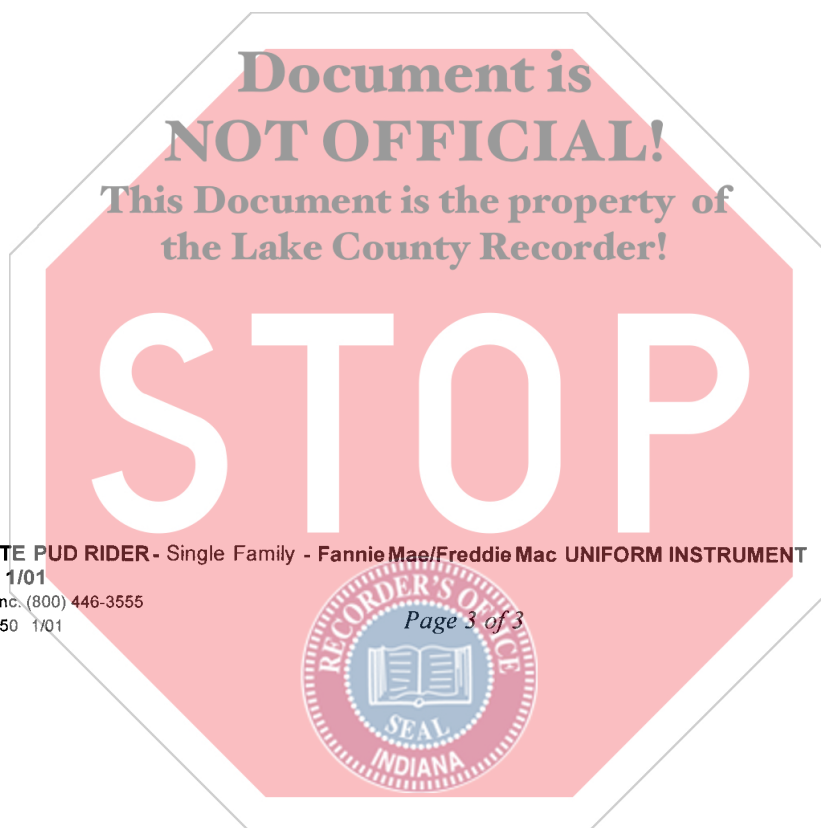 Document is
NOT OFFICIAL!
This Document is the property of
the Lake County Recorder!
STOP
TE PUD RIDER - Single Family - Fannie Mae/Freddie Mac UNIFORM INSTRUMENT
1/01
nc. (800) 446-3555
50 1/01
Page 3 of 3
RECORDER'S OFFICE
SEAL
INDIANA